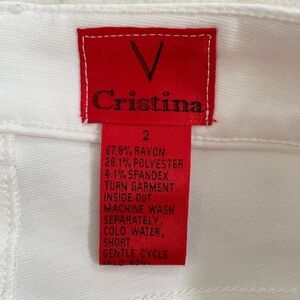 V
Cristina
2
67.8% RAYON
28.1% POLYESTER
4.1% SPANDEX
TURN GARMENT
INSIDE OUT
MACHINE WASH
SEPARATELY,
COLD WATER,
SHORT
GENTLE CYCLE